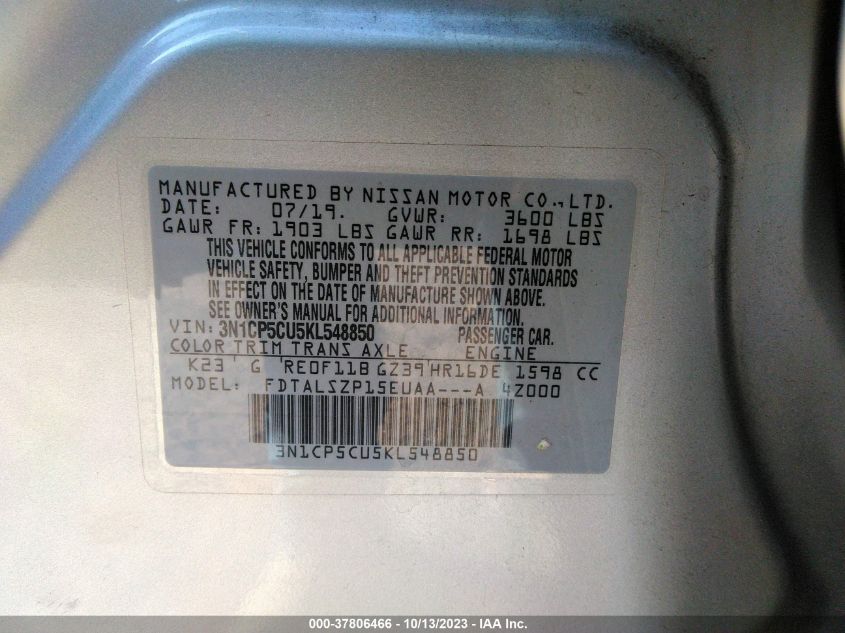 MANUFACTURED BY NISSAN MOTOR CO.,LTD.
DATE: 07/19. GVWR: 3600 LBS
GAWR FR: 1903 LBS GAWR RR: 1698 LBS
THIS VEHICLE CONFORMS TO ALL APPLICABLE FEDERAL MOTOR
VEHICLE SAFETY, BUMPER AND THEFT PREVENTION STANDARDS
IN EFFECT ON THE DATE OF MANUFACTURE SHOWN ABOVE.
SEE OWNER'S MANUAL FOR ADDITIONAL INFORMATION.
VIN: 3N1CP5CU5KL548850 PASSENGER CAR.
COLOR TRIM TRANS AXLE ENGINE
K23 ' G ' RE0F11B GZ39 ' HR16DE 1598 CC
MODEL: FDTALSZP15EUAA---A 4Z000
3N1CP5CU5KL548850
000-37806466 - 10/13/2023 - IAA Inc.